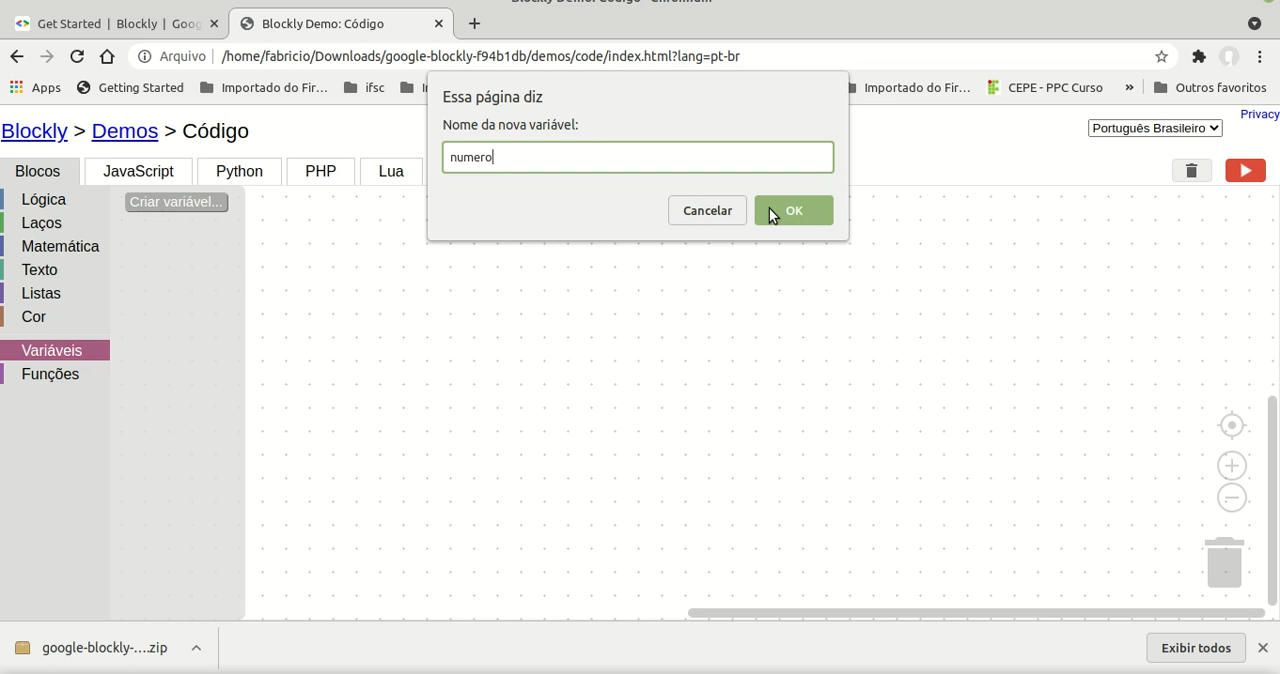 Get Started | Blockly | Goog
Blockly Demo: Código
Arquivo | /home/fabricio/Downloads/google-blockly-f94b1db/demos/code/index.html?lang=pt-br
Apps
Getting Started
Importado do Fir...
ifsc
Importado do Fir...
CEPE - PPC Curso
»
Outros favoritos
Essa página diz
Nome da nova variável:
numero
Cancelar
OK
Privacy
Blockly > Demos > Código
Português Brasileiro
Blocos
JavaScript
Python
PHP
Lua
Lógica
Laços
Matemática
Texto
Listas
Cor
Variáveis
Funções
Criar variável...
google-blockly-....zip
Exibir todos